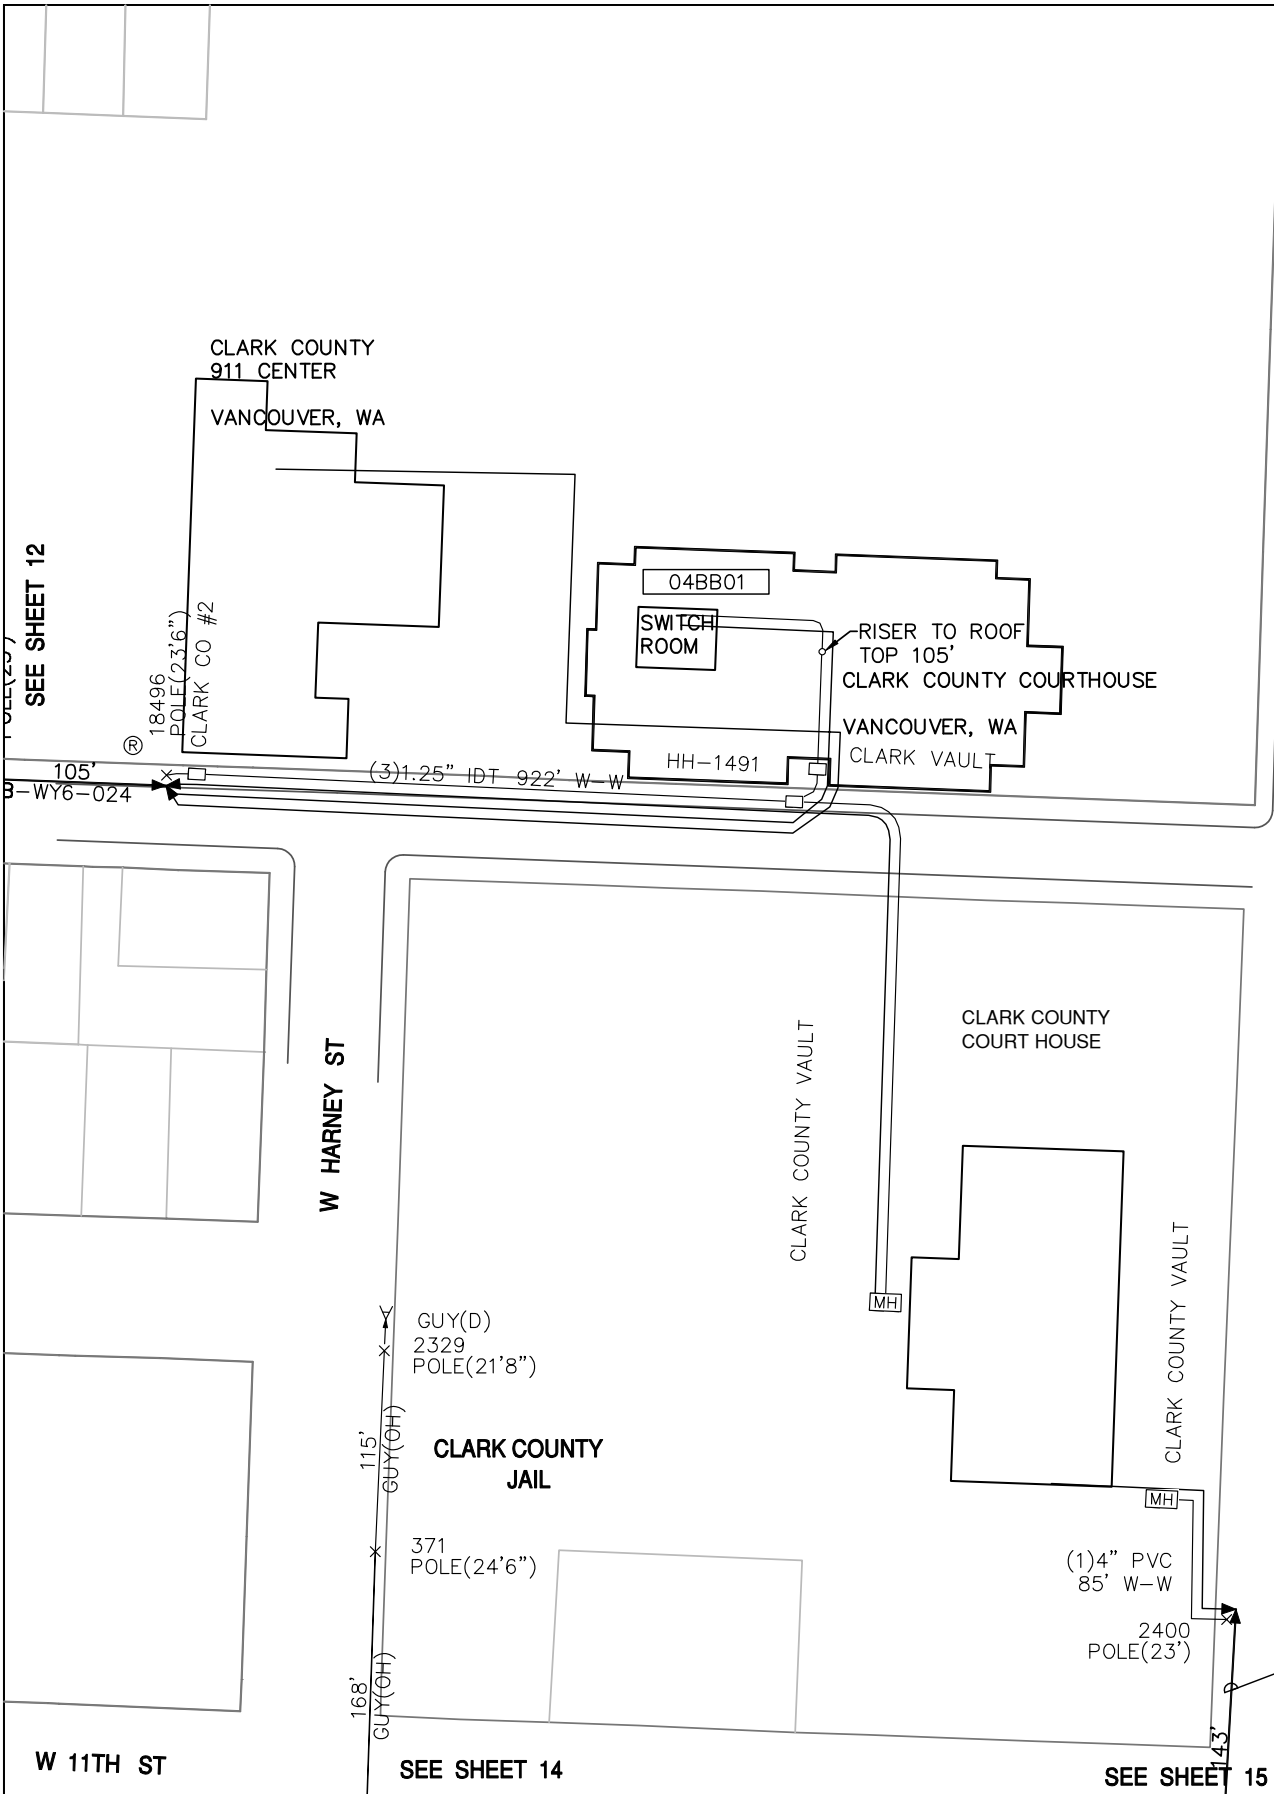 CLARK COUNTY
911 CENTER
VANCOUVER, WA
SEE SHEET 12
18496
POLE(23'6")
CLARK CO #2
R
105'
B-WY6-024
(3)1.25" IDT 922' W-W
04BB01
SWITCH
ROOM
RISER TO ROOF
TOP 105'
CLARK COUNTY COURTHOUSE
VANCOUVER, WA
CLARK VAULT
HH-1491
W HARNEY ST
CLARK COUNTY VAULT
CLARK COUNTY
COURT HOUSE
MH
CLARK COUNTY VAULT
GUY(D)
2329
POLE(21'8")
115'
GUY(OH)
CLARK COUNTY
JAIL
371
POLE(24'6")
168'
GUY(OH)
MH
(1)4" PVC
85' W-W
2400
POLE(23')
143'
W 11TH ST
SEE SHEET 14
SEE SHEET 15